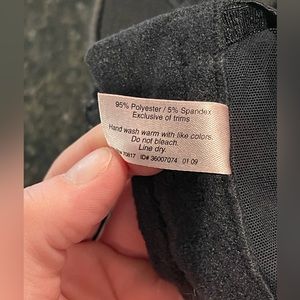 95% Polyester / 5% Spandex
Exclusive of trims
Hand wash warm with like colors.
Do not bleach.
Line dry.
ID# 36007074 01 09